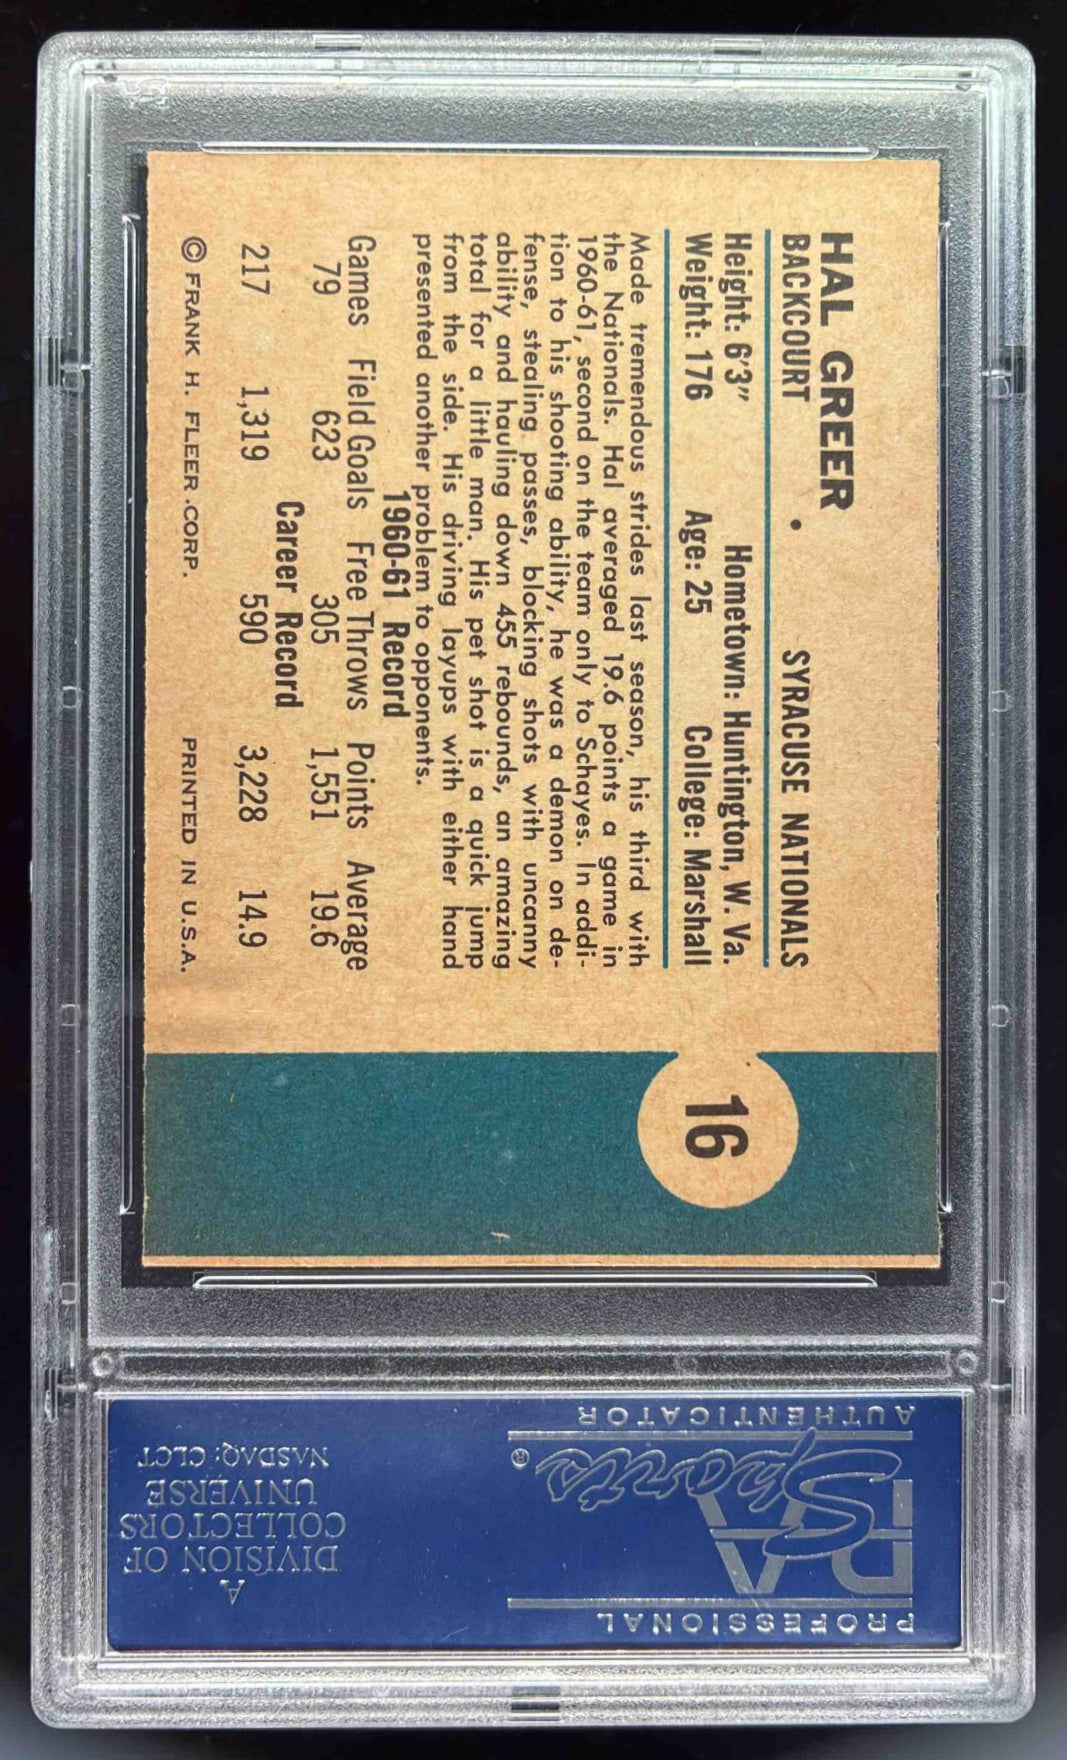 HAL GREER
BACKCOURT • SYRACUSE NATIONALS
Height: 6'3" Hometown: Huntington, W. Va.
Weight: 176 Age: 25 College: Marshall
Made tremendous strides last season, his third with
the Nationals. Hal averaged 19.6 points a game in
1960-61, second on the team only to Schayes. In addi-
tion to his shooting ability, he was a demon on de-
fense, stealing passes, blocking shots with uncanny
ability and hauling down 455 rebounds, an amazing
total for a little man. His pet shot is a quick jump
from the side. His driving layups with either hand
presented another problem to opponents.
1960-61 Record
Games Field Goals Free Throws Points Average
79 623 305 1,551 19.6
Career Record
217 1,319 590 3,228 14.9
© FRANK H. FLEER CORP. PRINTED IN U.S.A.
16
PROFESSIONAL
PSA
Sports
®
AUTHENTICATOR
A
DIVISION OF
COLLECTORS
UNIVERSE
NASDAQ: CLCT